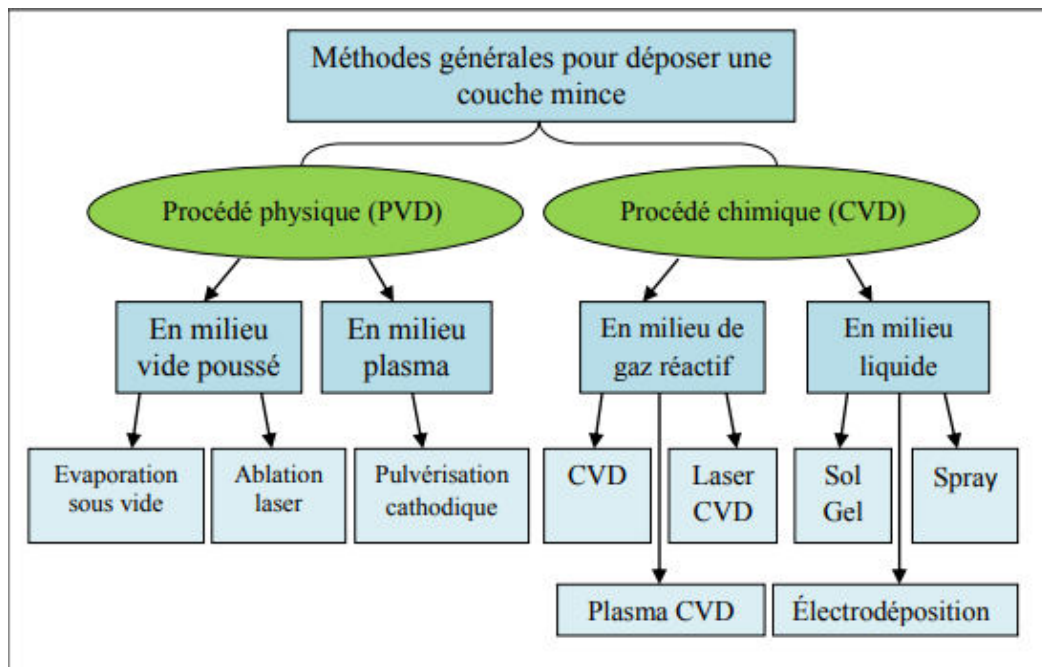 Méthodes générales pour déposer une
couche mince
Procédé physique (PVD)
Procédé chimique (CVD)
En milieu
vide poussé
En milieu
plasma
En milieu de
gaz réactif
En milieu
liquide
Evaporation
sous vide
Ablation
laser
Pulvérisation
cathodique
CVD
Laser
CVD
Sol
Gel
Spray
Plasma CVD
Électrodéposition